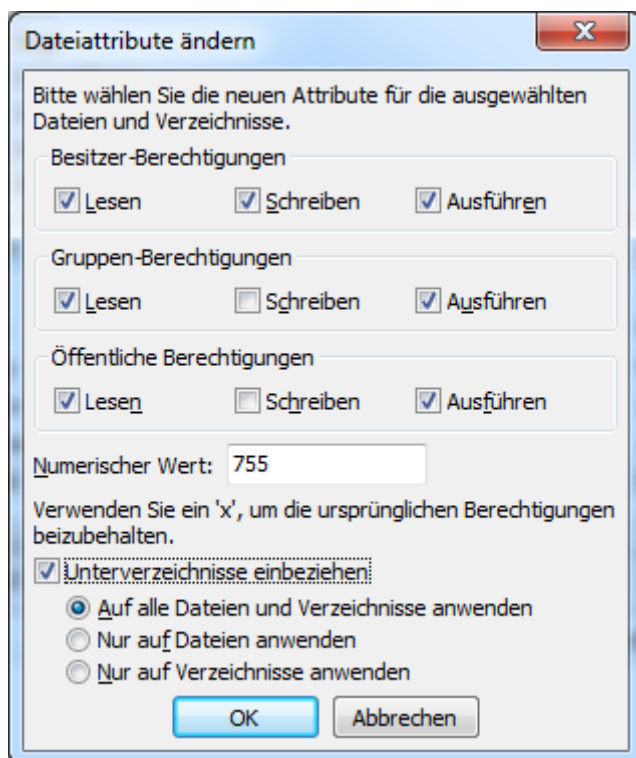 Dateiattribute ändern
Bitte wählen Sie die neuen Attribute für die ausgewählten
Dateien und Verzeichnisse.
Besitzer-Berechtigungen
Lesen Schreiben Ausführen
Gruppen-Berechtigungen
Lesen Schreiben Ausführen
Öffentliche Berechtigungen
Lesen Schreiben Ausführen
Numerischer Wert: 755
Verwenden Sie ein 'x', um die ursprünglichen Berechtigungen
beizubehalten.
Unterverzeichnisse einbeziehen
Auf alle Dateien und Verzeichnisse anwenden
Nur auf Dateien anwenden
Nur auf Verzeichnisse anwenden
OK Abbrechen